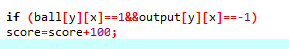 if (ball[y][x]==1&&output[y][x]==-1)
score=score+100;